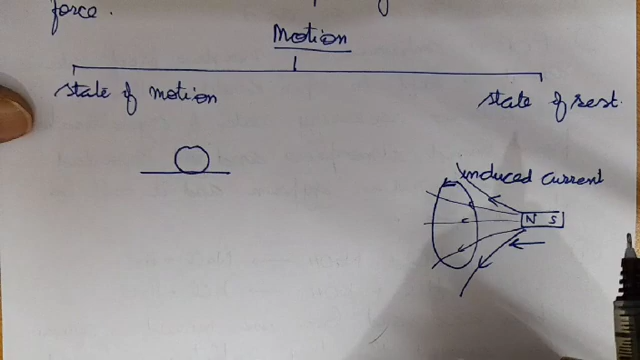 force.
Motion
state of motion
state of rest.
induced current
N S